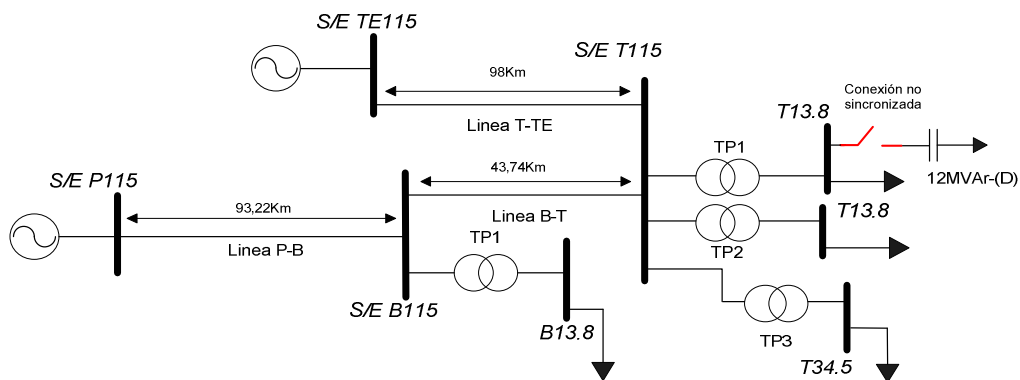 S/E TE115
S/E T115
98Km
Linea T-TE
Conexión no
sincronizada
T13.8
TP1
12MVAr-(D)
S/E P115
43,74Km
93,22Km
Linea B-T
Linea P-B
TP1
T13.8
TP2
S/E B115
B13.8
TP3
T34.5